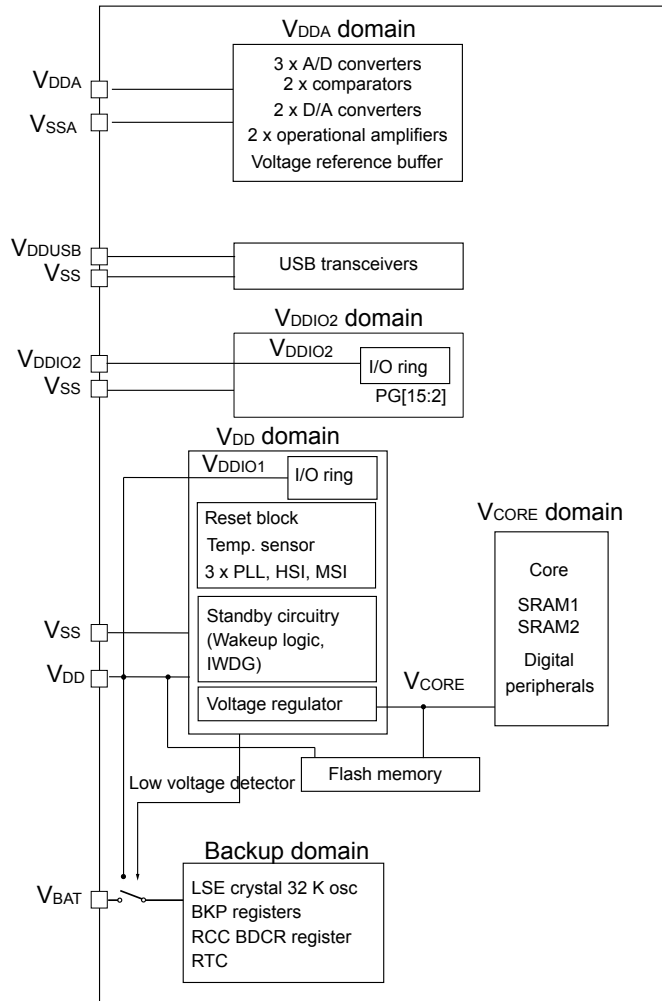 VDDA domain
3 x A/D converters
2 x comparators
2 x D/A converters
2 x operational amplifiers
Voltage reference buffer
VDDA
VSSA
VDDUSB
VSS
USB transceivers
VDDIO2 domain
VDDIO2
VDDIO2
VSS
I/O ring
PG[15:2]
VDD domain
VDDIO1
I/O ring
Reset block
Temp. sensor
3 x PLL, HSI, MSI
VSS
Standby circuitry
(Wakeup logic,
IWDG)
VDD
Voltage regulator
VCORE
VCORE domain
Core
SRAM1
SRAM2
Digital
peripherals
Flash memory
Low voltage detector
Backup domain
VBAT
LSE crystal 32 K osc
BKP registers
RCC BDCR register
RTC